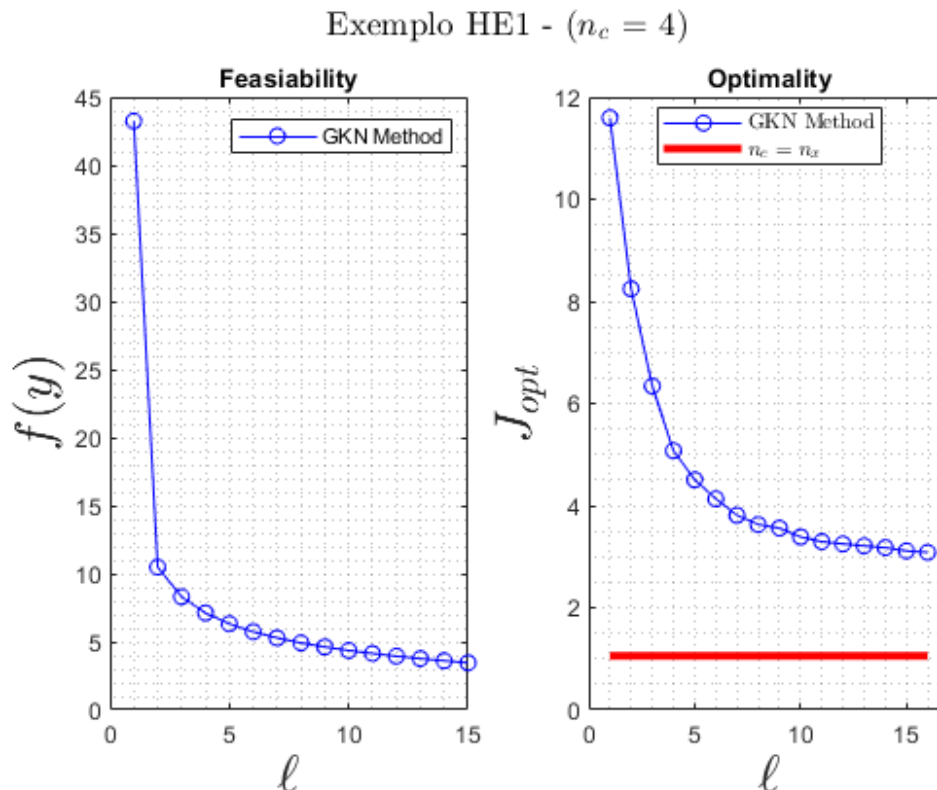 Exemplo HE1 - (n_c = 4)
Feasiability
45
40
35
30
25
20
15
10
5
0
f(y)
GKN Method
0 5 10 15
ℓ
Optimality
12
10
8
6
4
2
0
J_opt
GKN Method
n_c = n_x
0 5 10 15
ℓ